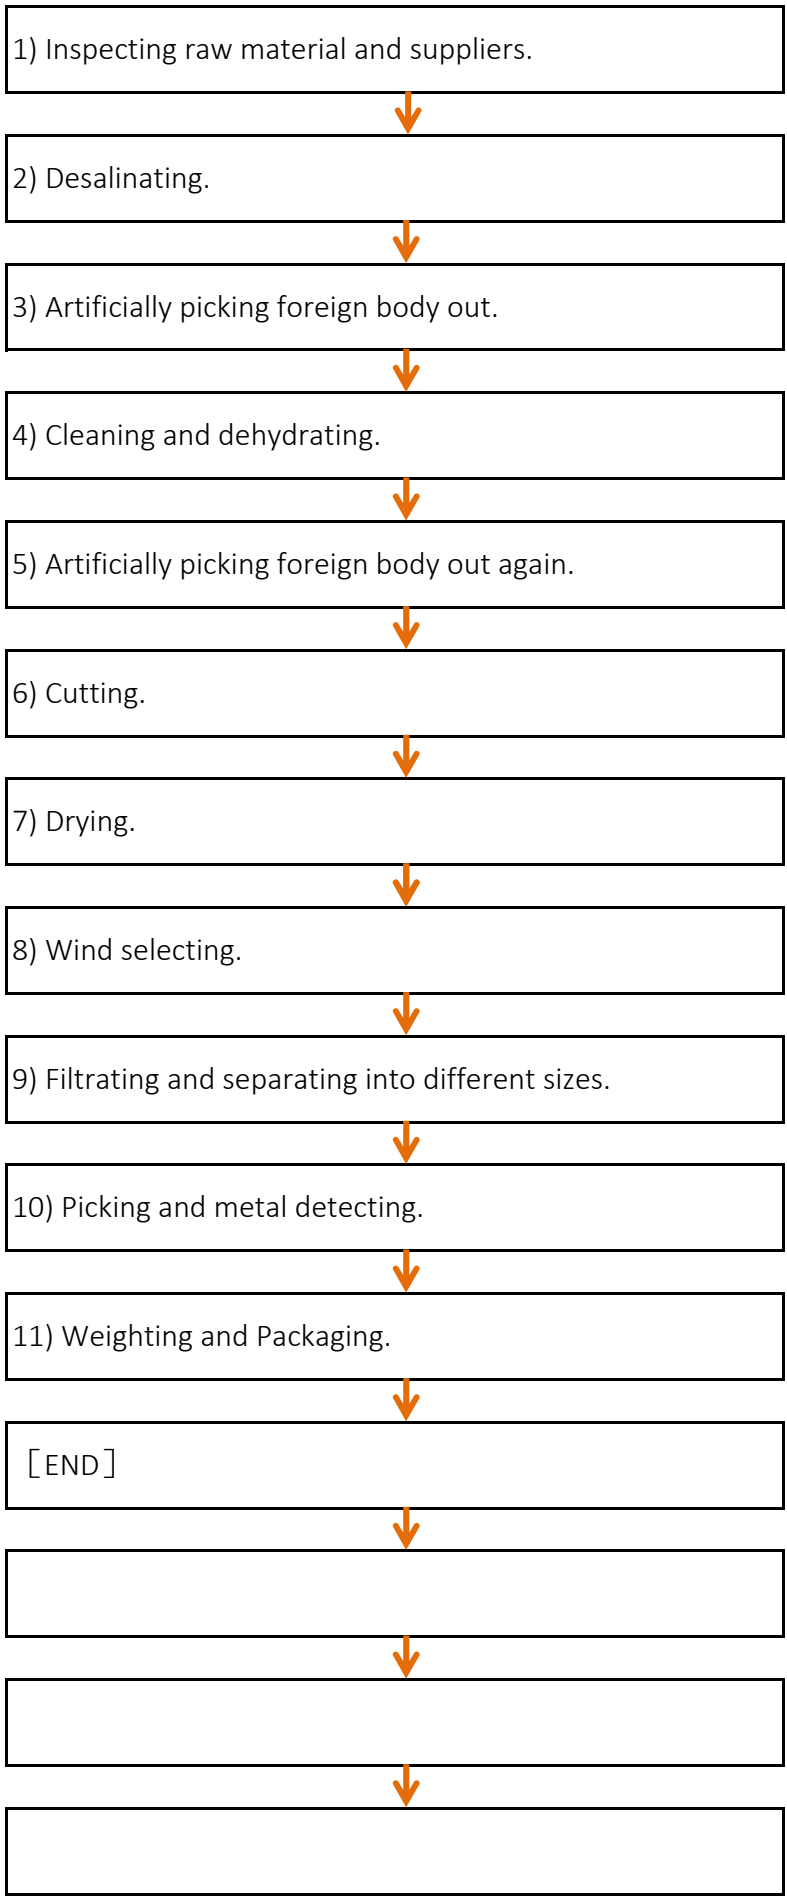 1) Inspecting raw material and suppliers.
2) Desalinating.
3) Artificially picking foreign body out.
4) Cleaning and dehydrating.
5) Artificially picking foreign body out again.
6) Cutting.
7) Drying.
8) Wind selecting.
9) Filtrating and separating into different sizes.
10) Picking and metal detecting.
11) Weighting and Packaging.
［END］